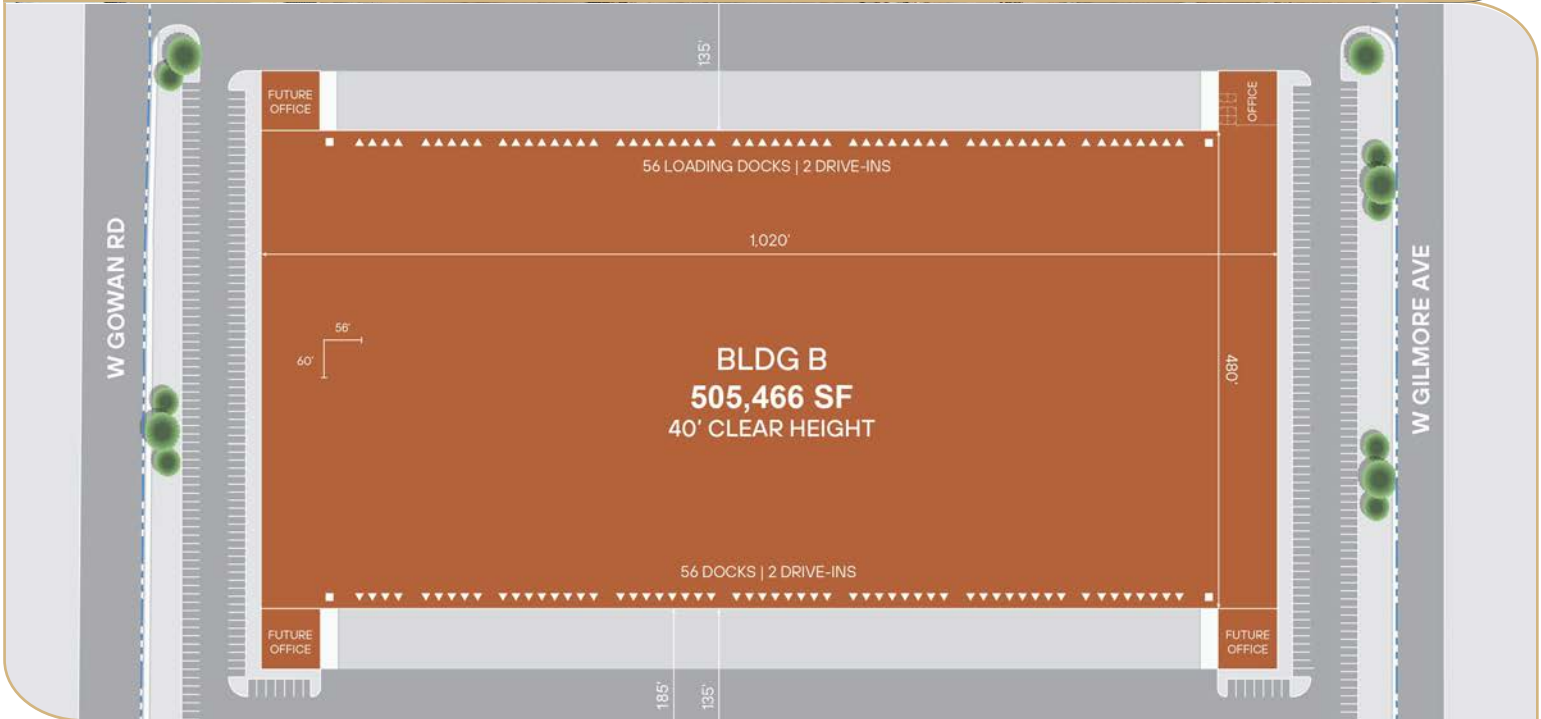 135'
FUTURE
OFFICE
OFFICE
56 LOADING DOCKS | 2 DRIVE-INS
1,020'
W GOWAN RD
W GILMORE AVE
56'
60'
BLDG B
505,466 SF
40' CLEAR HEIGHT
480'
56 DOCKS | 2 DRIVE-INS
FUTURE
OFFICE
FUTURE
OFFICE
185'
135'